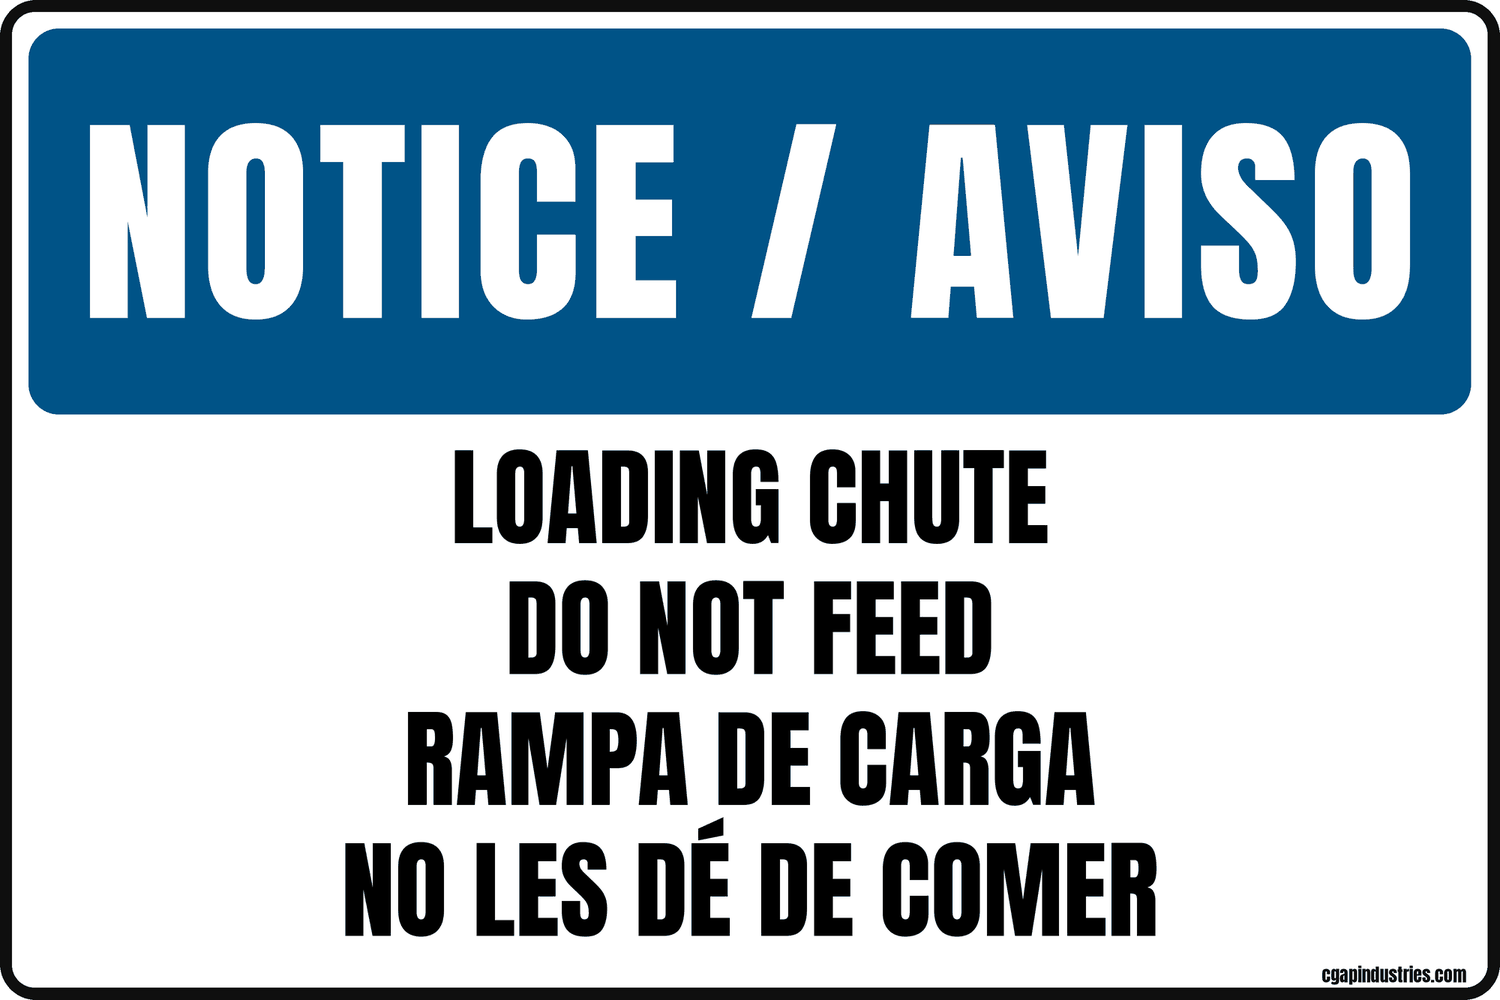 NOTICE / AVISO
LOADING CHUTE
DO NOT FEED
RAMPA DE CARGA
NO LES DÉ DE COMER
cgapindustries.com